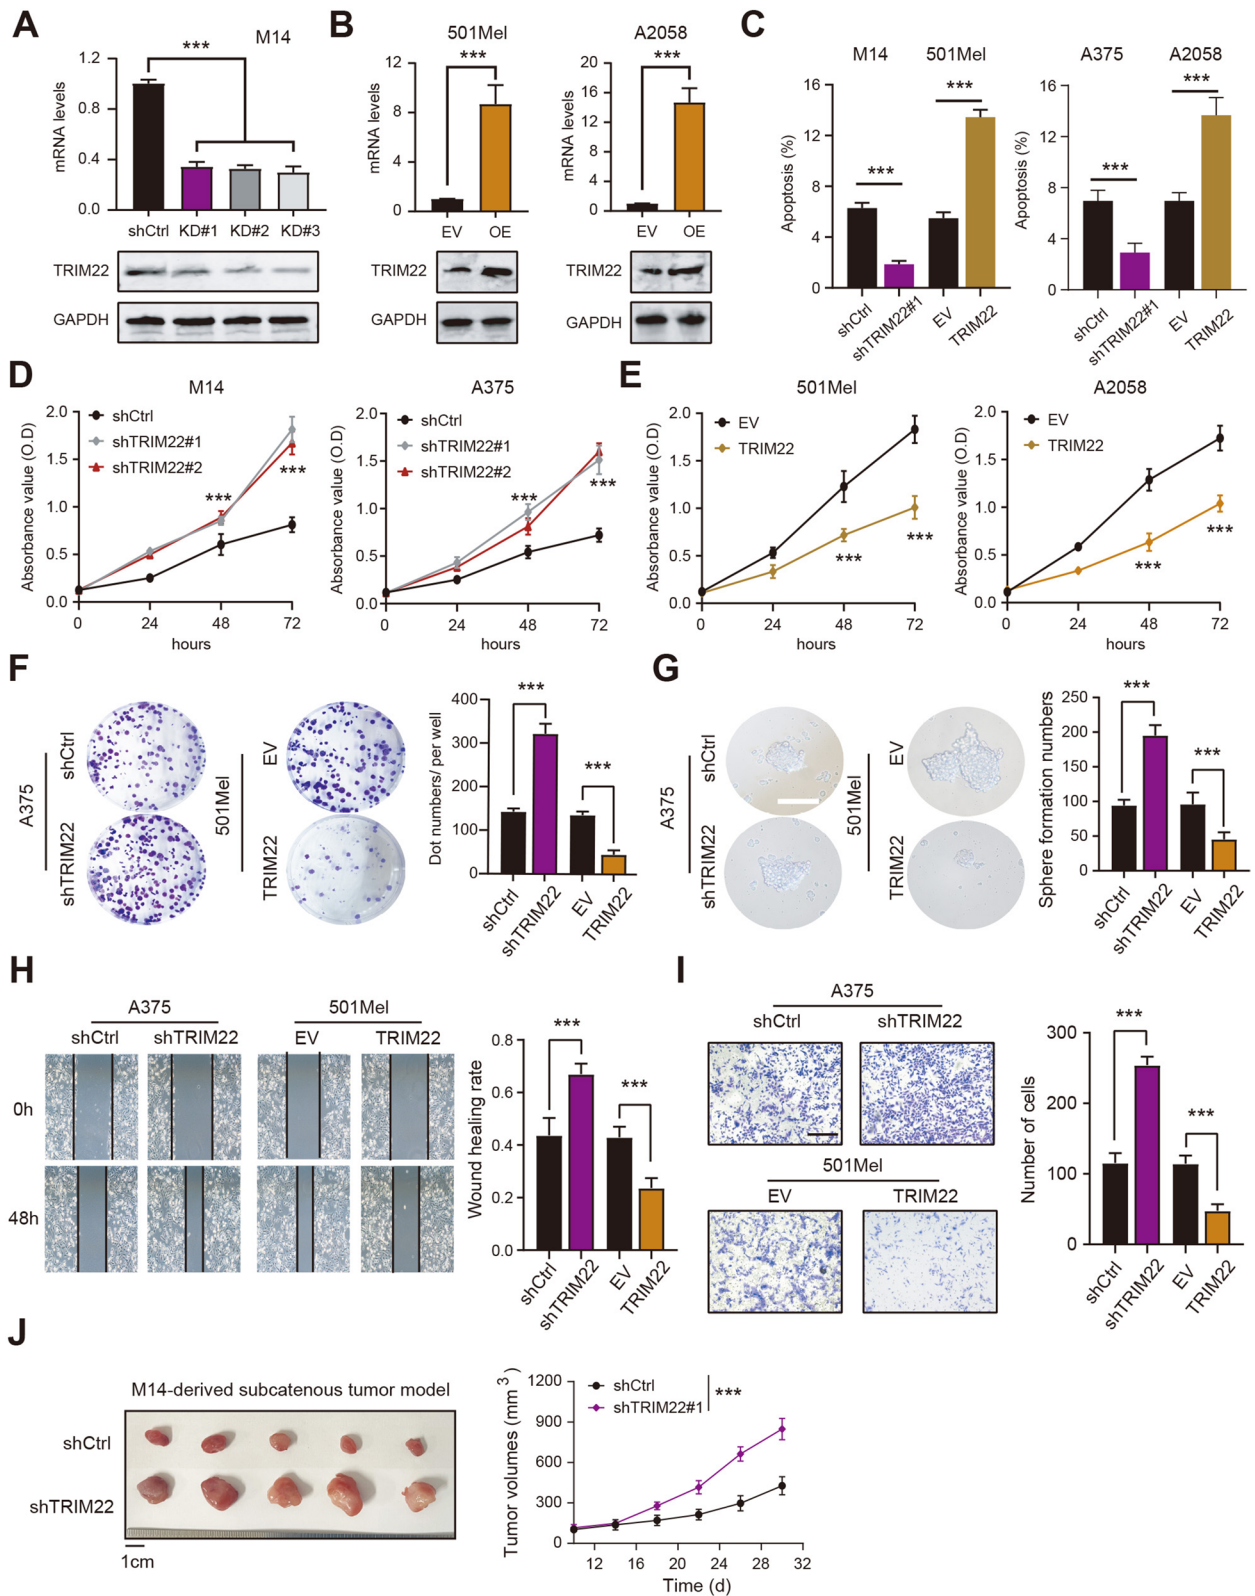 A
M14
***
mRNA levels
1.2
0.8
0.4
0.0
shCtrl KD#1 KD#2 KD#3
TRIM22
GAPDH
B
501Mel
***
mRNA levels
12
8
4
0
EV OE
TRIM22
GAPDH
A2058
***
mRNA levels
20
16
12
8
4
0
EV OE
TRIM22
GAPDH
C
M14 501Mel
***
***
Apoptosis (%)
16
12
8
4
0
shCtrl
shTRIM22#1
EV
TRIM22
A375 A2058
***
***
Apoptosis (%)
16
12
8
4
0
shCtrl
shTRIM22#1
EV
TRIM22
D
M14
Absorbance value (O.D)
2.0
1.5
1.0
0.5
0.0
shCtrl
shTRIM22#1
shTRIM22#2
***
***
0 24 48 72
hours
A375
Absorbance value (O.D)
2.0
1.5
1.0
0.5
0.0
shCtrl
shTRIM22#1
shTRIM22#2
***
***
0 24 48 72
hours
E
501Mel
Absorbance value (O.D)
2.0
1.5
1.0
0.5
0.0
EV
TRIM22
***
***
0 24 48 72
hours
A2058
Absorbance value (O.D)
2.0
1.5
1.0
0.5
0.0
EV
TRIM22
***
***
0 24 48 72
hours
F
A375
shCtrl
shTRIM22
501Mel
EV
TRIM22
Dot numbers/ per well
400
300
200
100
0
***
***
shCtrl
shTRIM22
EV
TRIM22
G
A375
shCtrl
shTRIM22
501Mel
EV
TRIM22
Sphere formation numbers
250
200
150
100
50
0
***
***
shCtrl
shTRIM22
EV
TRIM22
H
A375 501Mel
shCtrl shTRIM22 EV TRIM22
0h
48h
Wound healing rate
0.8
0.6
0.4
0.2
0.0
***
***
shCtrl
shTRIM22
EV
TRIM22
I
A375
shCtrl shTRIM22
501Mel
EV TRIM22
Number of cells
300
200
100
0
***
***
shCtrl
shTRIM22
EV
TRIM22
J
M14-derived subcatenous tumor model
shCtrl
shTRIM22
1cm
Tumor volumes (mm 3 )
1200
900
600
300
0
shCtrl
shTRIM22#1
***
12 16 20 24 28 32
Time (d)